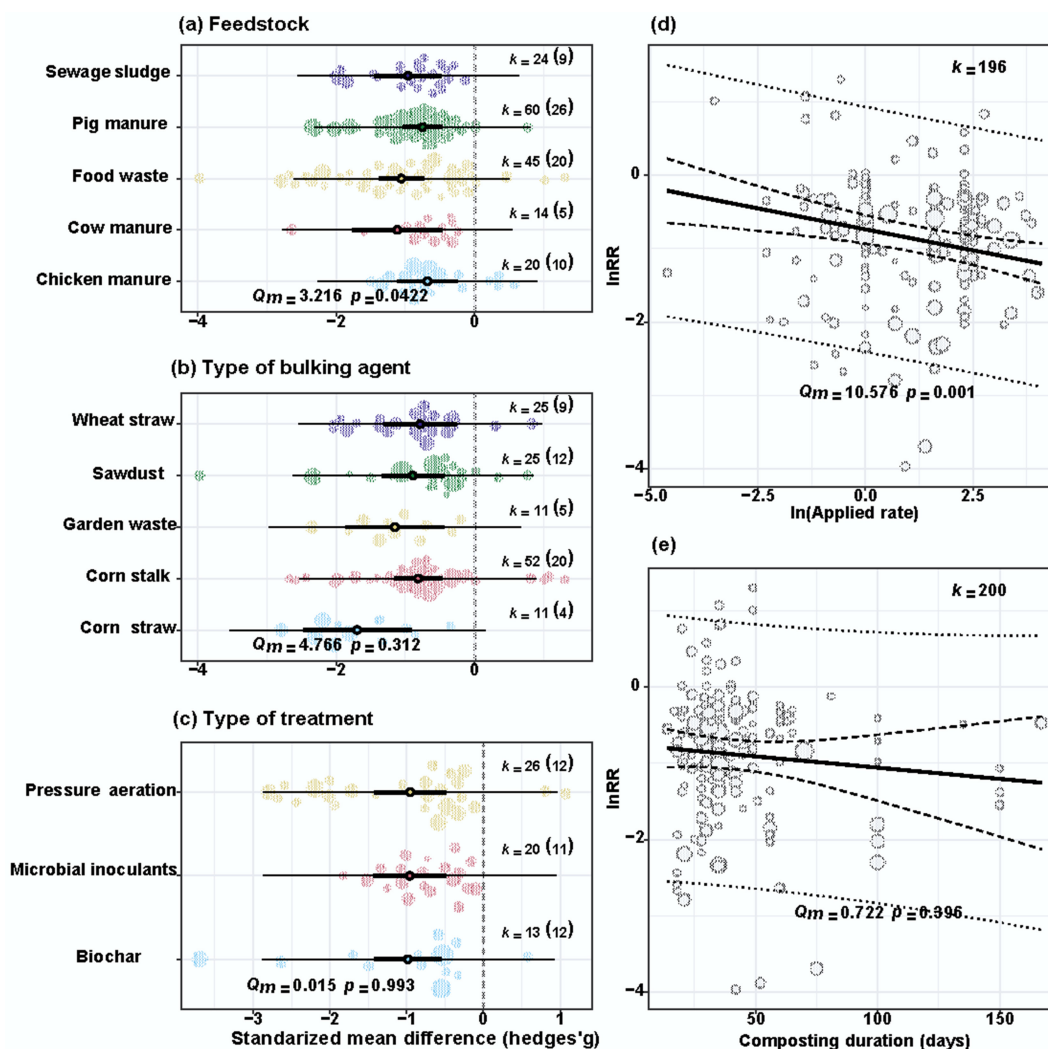 (a) Feedstock
Sewage sludge
k = 24 (9)
Pig manure
k = 60 (26)
Food waste
k = 45 (20)
Cow manure
k = 14 (5)
Chicken manure
k = 20 (10)
Qm = 3.216 p = 0.0422
−4 −2 0
(b) Type of bulking agent
Wheat straw
k = 25 (9)
Sawdust
k = 25 (12)
Garden waste
k = 11 (5)
Corn stalk
k = 52 (20)
Corn straw
k = 11 (4)
Qm = 4.766 p = 0.312
−4 −2 0
(c) Type of treatment
Pressure aeration
k = 26 (12)
Microbial inoculants
k = 20 (11)
Biochar
k = 13 (12)
Qm = 0.015 p = 0.993
−3 −2 −1 0 1
Standarized mean difference (hedges'g)
(d)
k = 196
0
lnRR
−2
Qm = 10.576 p = 0.001
−4
−5.0 −2.5 0.0 2.5
ln(Applied rate)
(e)
k = 200
0
lnRR
−2
Qm = 0.722 p = 0.396
−4
50 100 150
Composting duration (days)